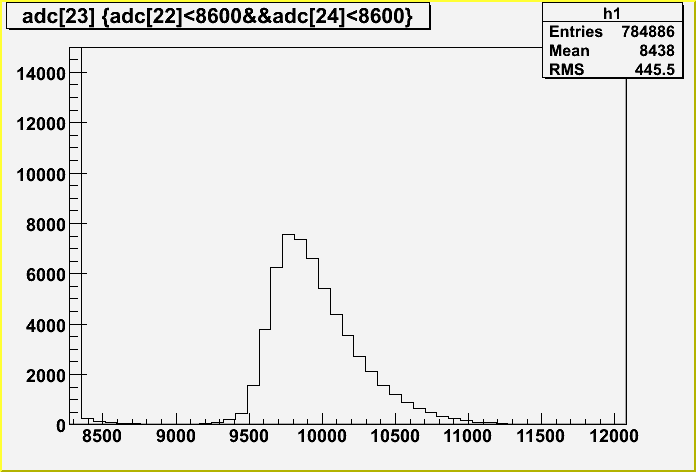 adc[23] {adc[22]<8600&&adc[24]<8600}
h1
Entries 784886
Mean 8438
RMS 445.5
14000
12000
10000
8000
6000
4000
2000
0
8500 9000 9500 10000 10500 11000 11500 12000